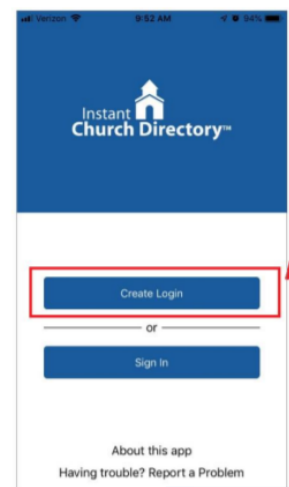 Verizon 9:52 AM 94%
Instant
Church Directory™
Create Login
or
Sign In
About this app
Having trouble? Report a Problem